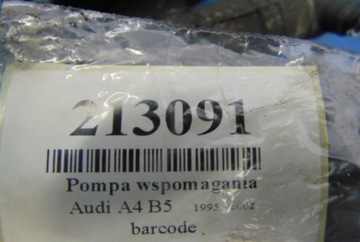 213091
Pompa wspomagania
Audi A4 B5 1995-2002
barcode